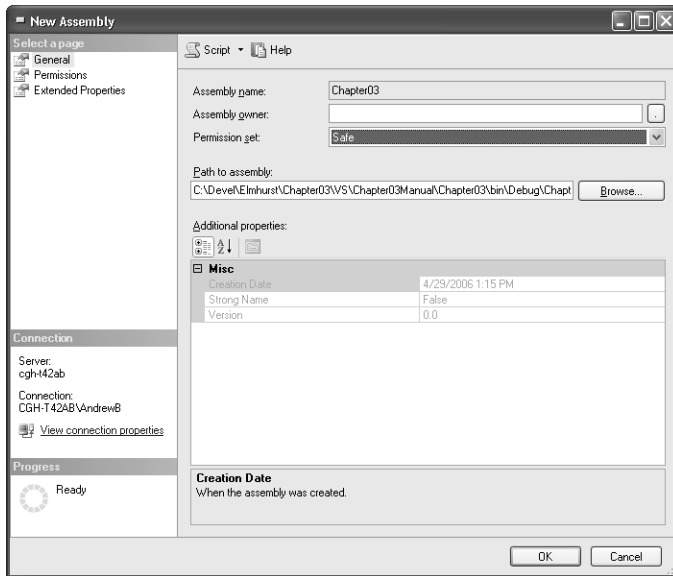 New Assembly
Select a page
General
Permissions
Extended Properties
Script
Help
Assembly name:
Chapter03
Assembly owner:
.
Permission set:
Safe
Path to assembly:
C:\Devel\Elmhurst\Chapter03\VS\Chapter03Manual\Chapter03\bin\Debug\Chapt
Browse...
Additional properties:
Misc
Creation Date 4/29/2006 1:15 PM
Strong Name False
Version 0.0
Creation Date
When the assembly was created.
Connection
Server:
cgh-t42ab
Connection:
CGH-T42AB\AndrewB
View connection properties
Progress
Ready
OK
Cancel